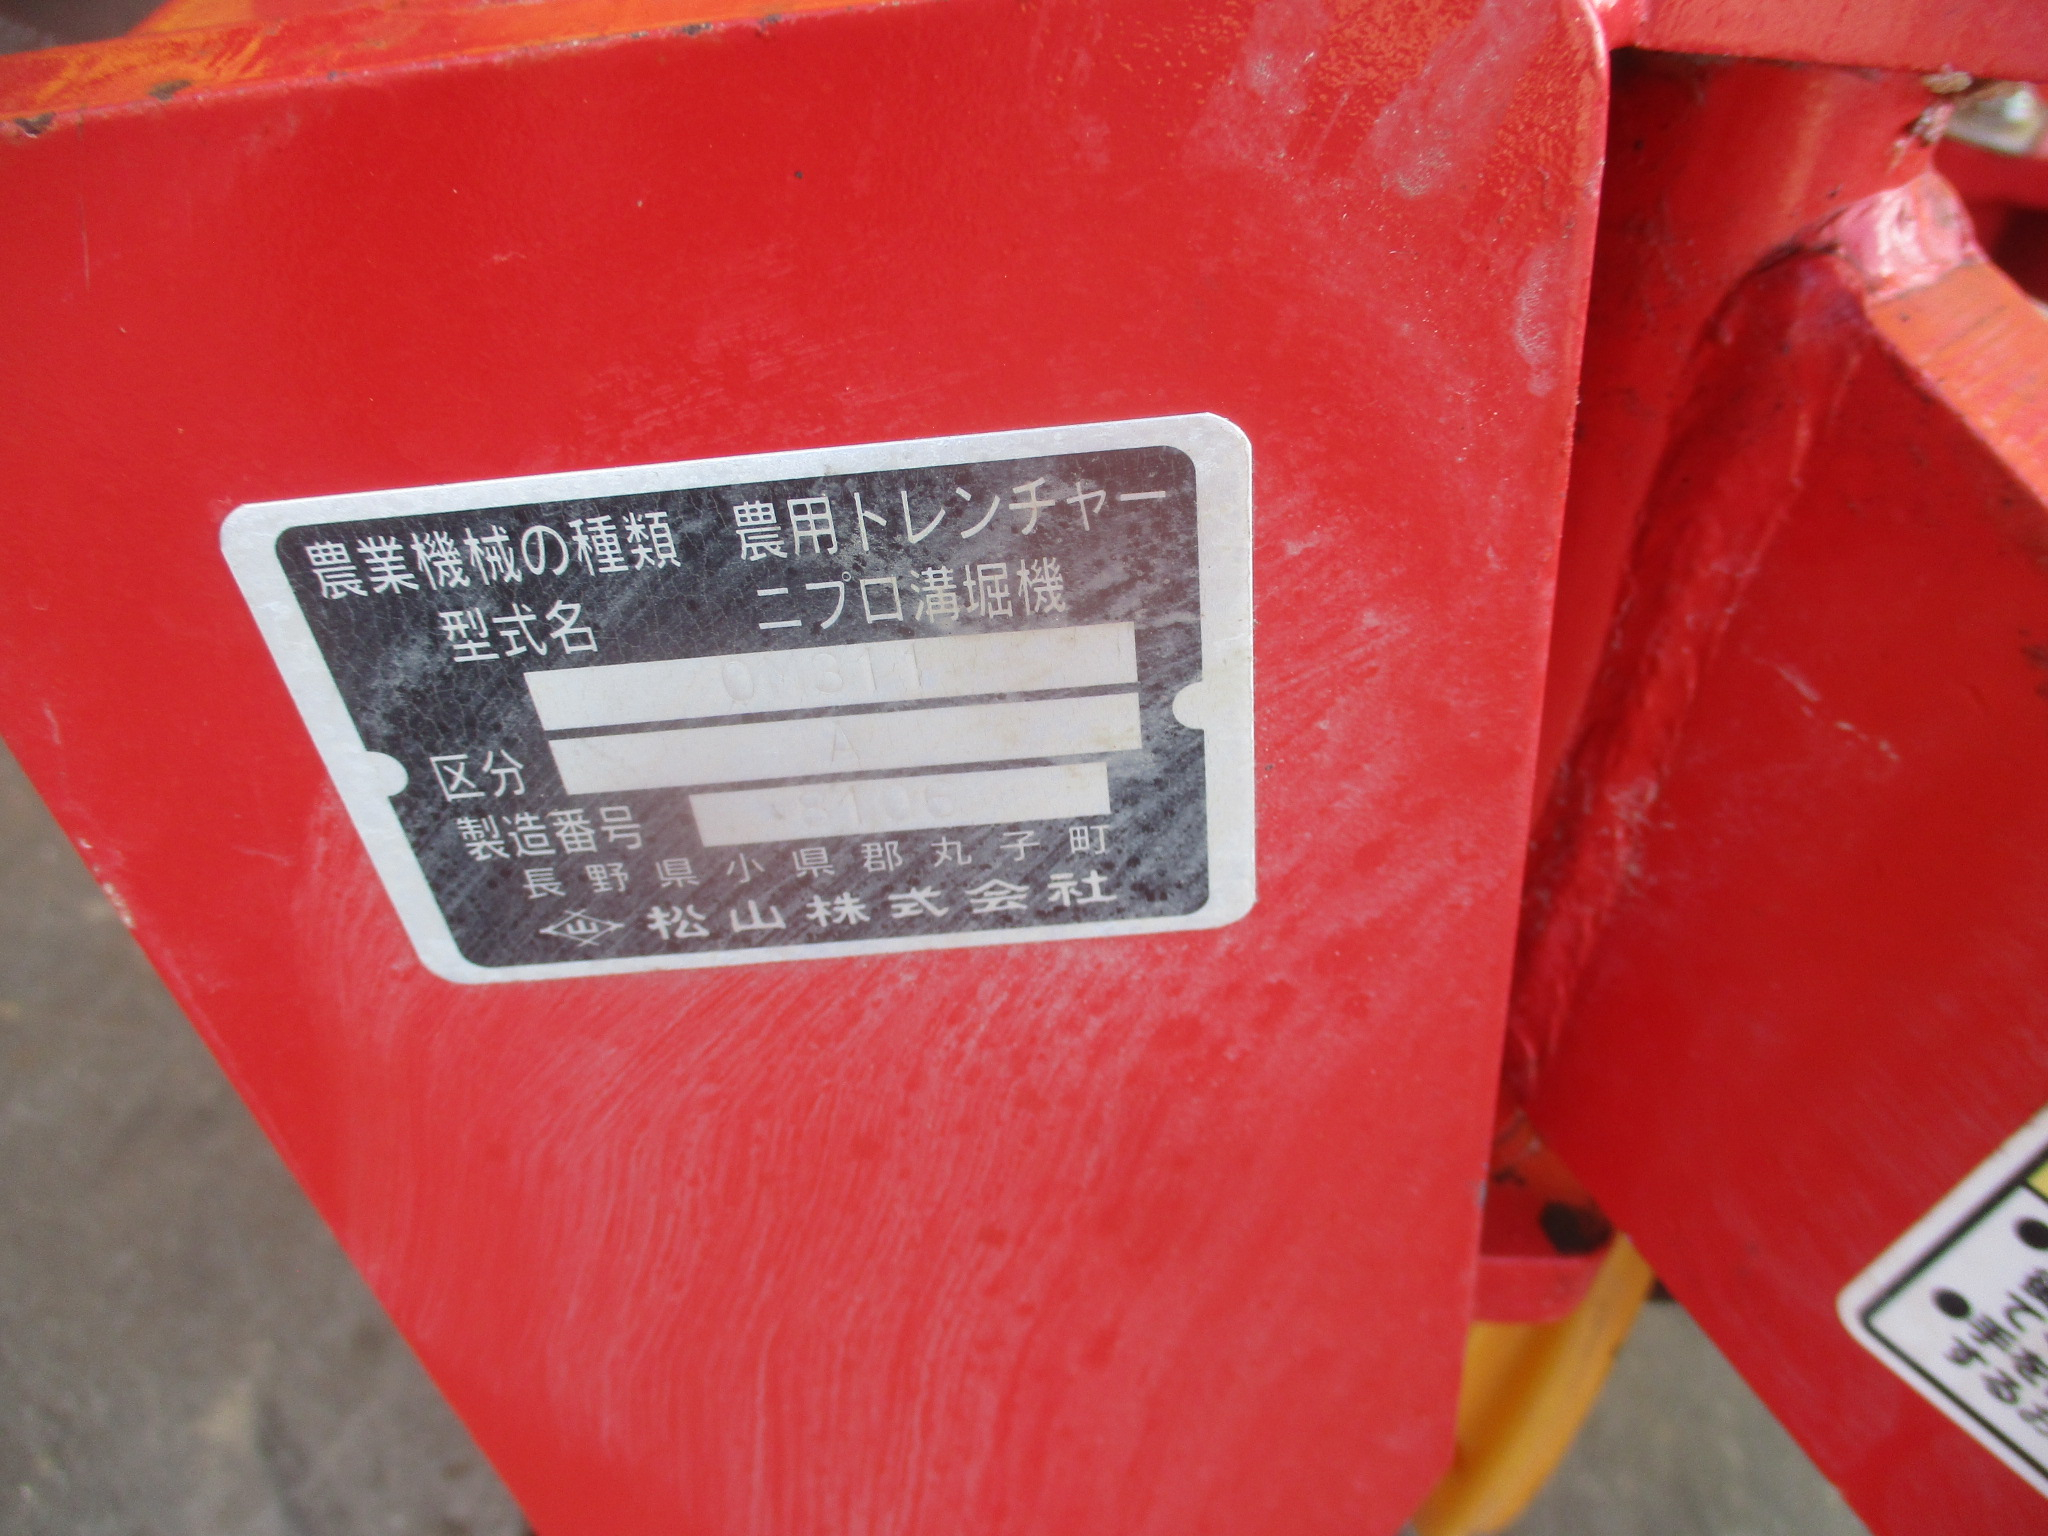 農業機械の種類 農用トレンチャー
型式名 ニプロ溝堀機
OM311
区分 A
製造番号
長野県小県郡丸子町
松山株式会社